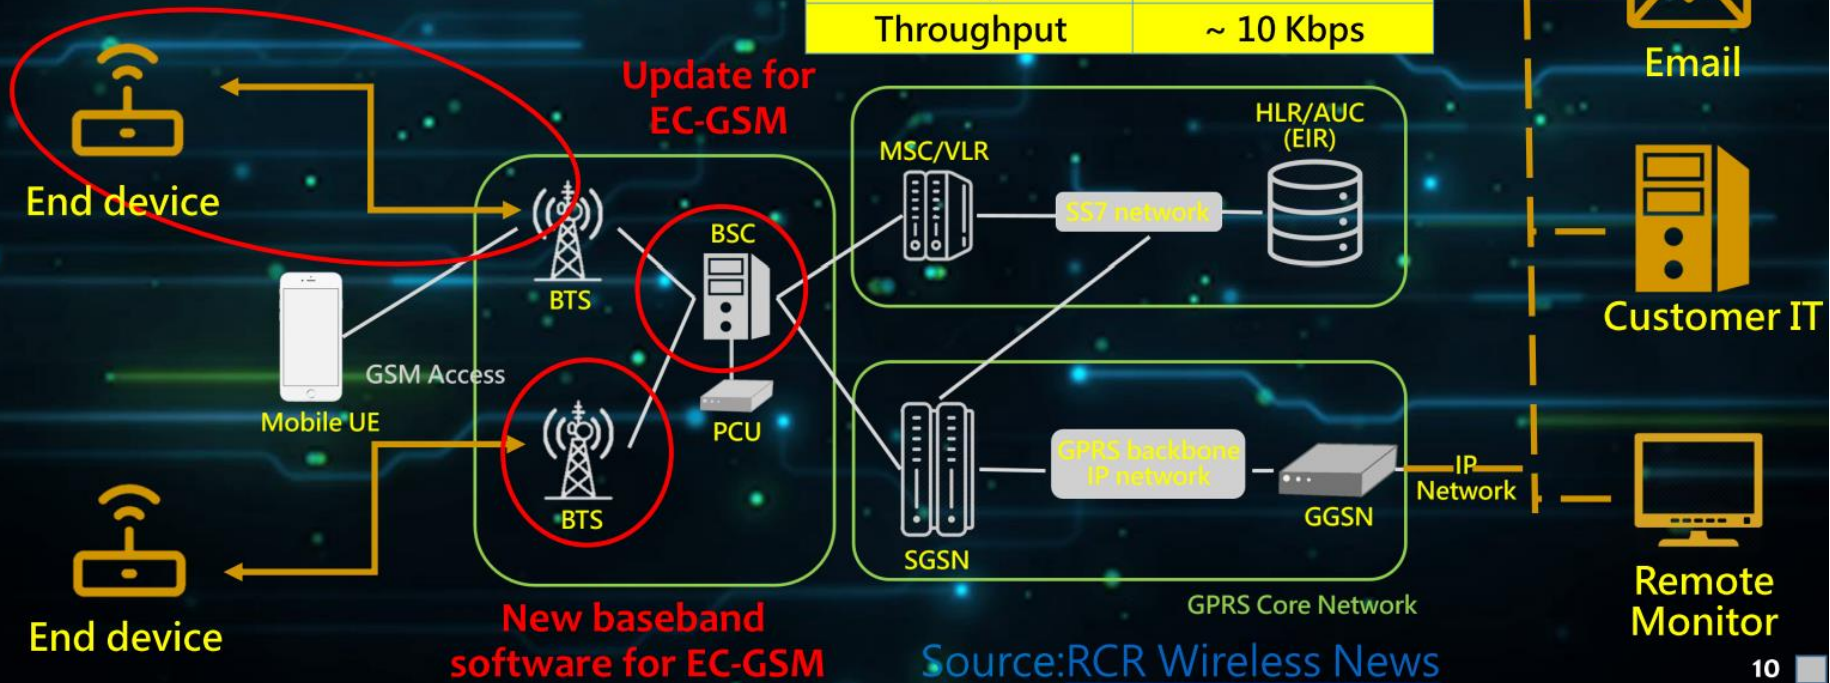 Throughput ~ 10 Kbps
Email
Update for
EC-GSM
HLR/AUC
(EIR)
MSC/VLR
End device
SS7 network
BSC
BTS
Customer IT
GSM Access
Mobile UE
PCU
GPRS backbone
IP network
IP
Network
BTS
GGSN
SGSN
Remote
Monitor
GPRS Core Network
New baseband
software for EC-GSM
End device
Source:RCR Wireless News
10